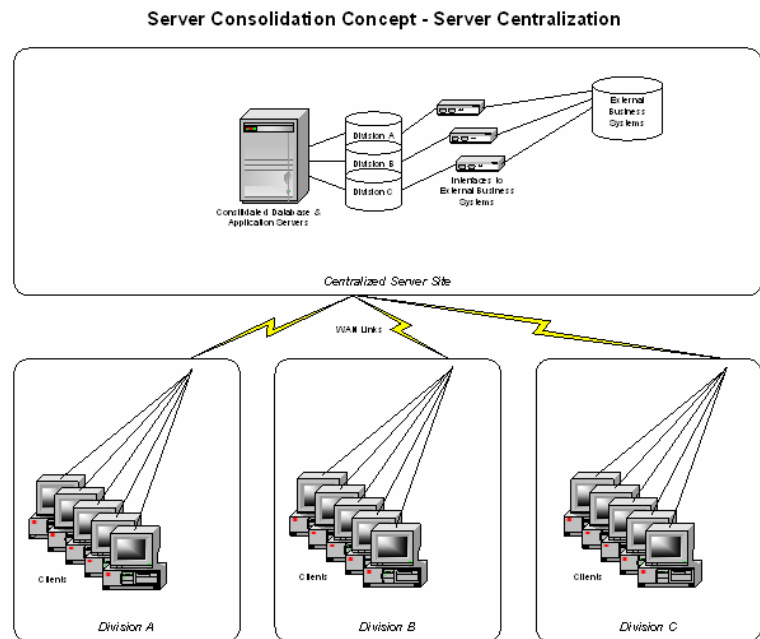 Server Consolidation Concept - Server Centralization
External
Business
Systems
Division A
Division B
Division C
Consilidated Database &
Application Servers
Interfaces to
External Business
Systems
Centralized Server Site
WAN Links
Clients
Clients
Clients
Division A
Division B
Division C